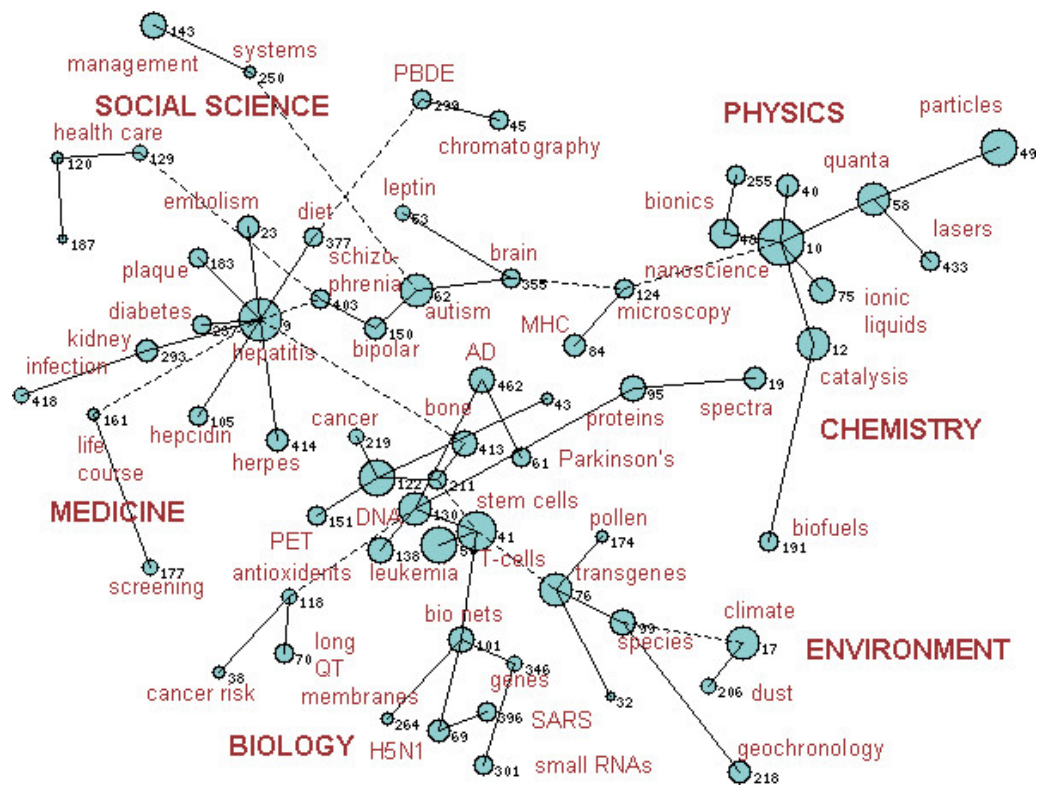 143
management
systems
250
SOCIAL SCIENCE
PBDE
299
45
chromatography
PHYSICS
particles
49
health care
129
120
187
embolism
23
diet
377
leptin
53
quanta
58
255
40
bionics
48
10
nanoscience
lasers
433
plaque
183
schizo-
phrenia
403
brain
355
62
autism
124
microscopy
75
ionic
liquids
diabetes
237
9
hepatitis
150
bipolar
MHC
84
12
catalysis
kidney
293
infection
418
AD
462
161
life
course
hepcidin
105
414
herpes
cancer
219
bone
413
43
95
proteins
19
spectra
CHEMISTRY
61
Parkinson's
MEDICINE
122
211
151
PET
DNA
130
stem cells
41
biofuels
191
138
leukemia
T-cells
pollen
174
177
screening
antioxidents
118
transgenes
76
climate
17
ENVIRONMENT
bio nets
101
99
species
long
QT
70
38
cancer risk
346
genes
206
dust
membranes
264
32
396
SARS
BIOLOGY
H5N1
69
301
small RNAs
geochronology
218